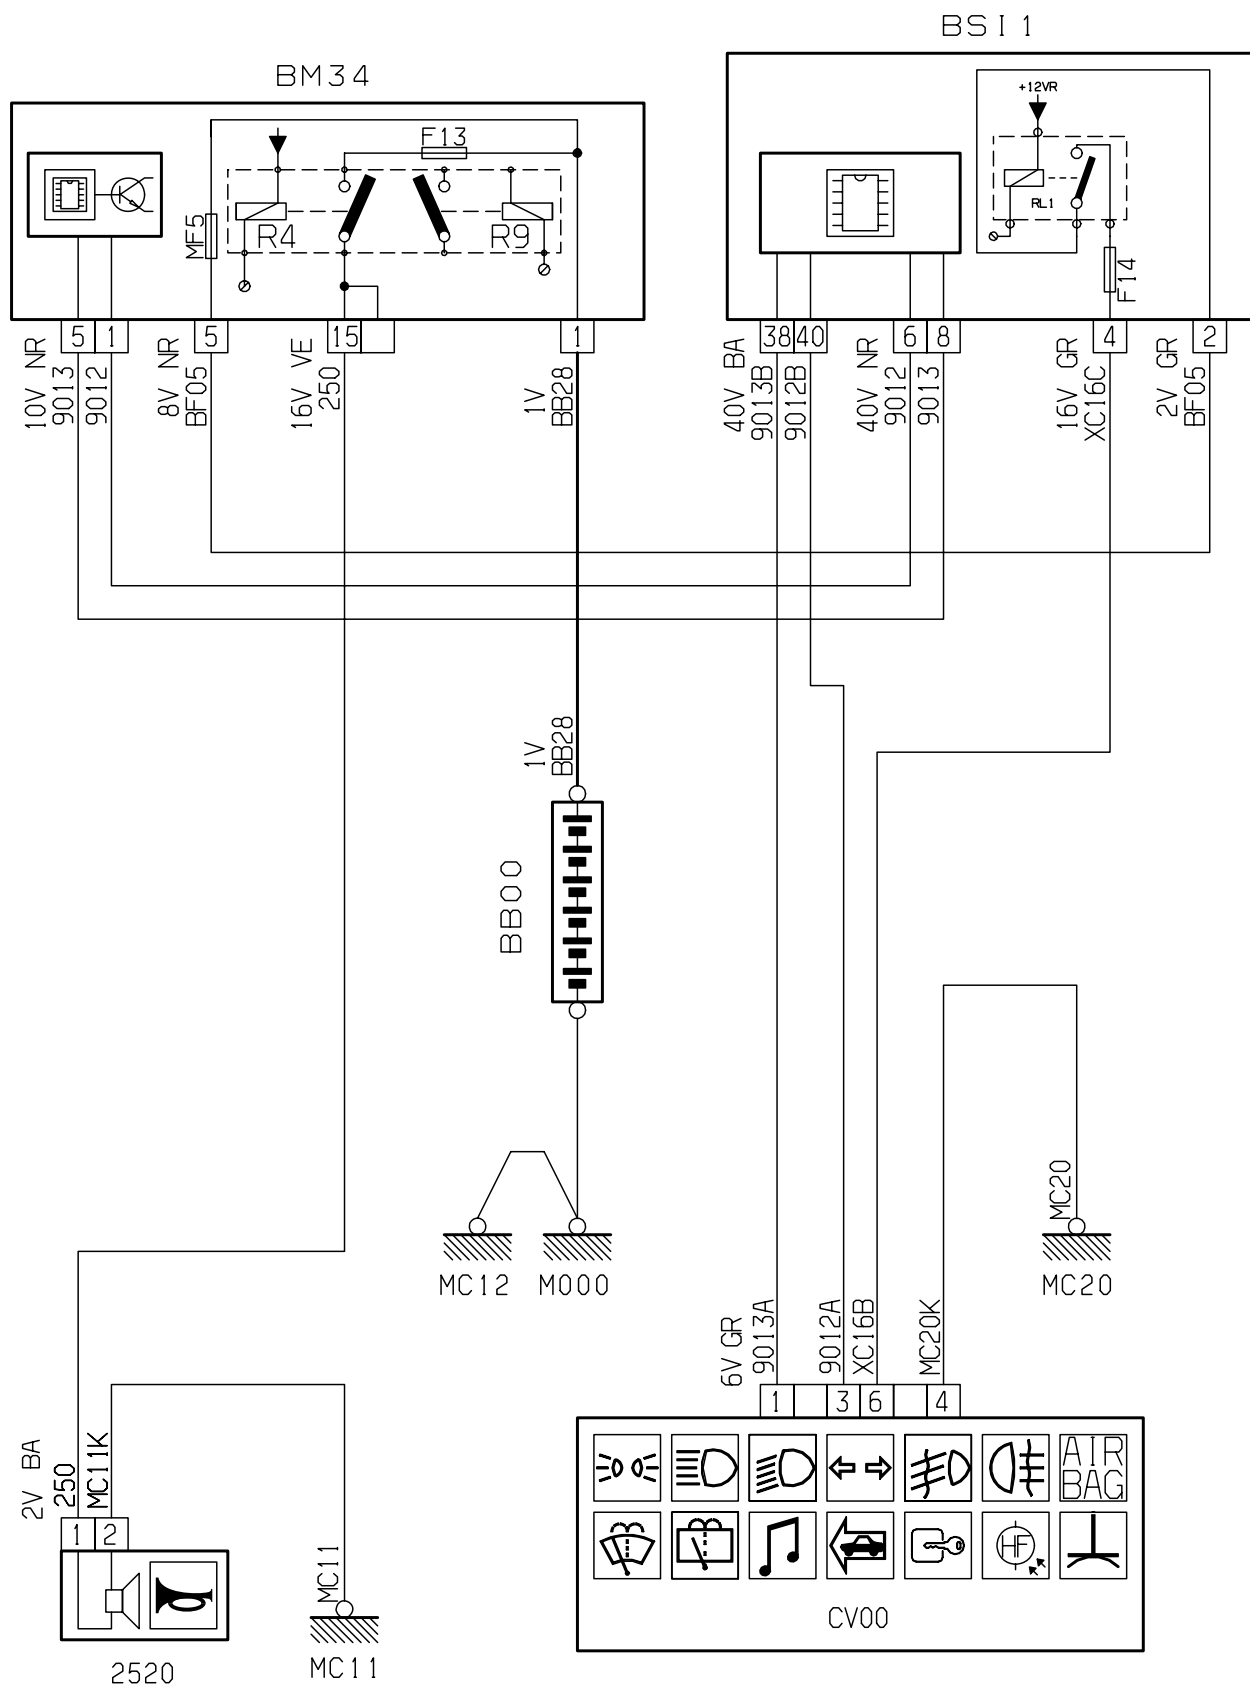 BSI1
BM34
+12VR
F13
MF5
R4
R9
RL1
F14
5
1
5
15
1
38
40
6
8
4
2
10V NR
9013
9012
8V NR
BF05
16V VE
250
1V
BB28
40V BA
9013B
9012B
40V NR
9012
9013
16V GR
XC16C
2V GR
BF05
1V
BB28
BB00
MC20
MC12
M000
MC20
6V GR
9013A
9012A
XC16B
MC20K
1
3
6
4
2V BA
250
MC11K
AIR
BAG
1
2
HF
MC11
CV00
2520
MC11